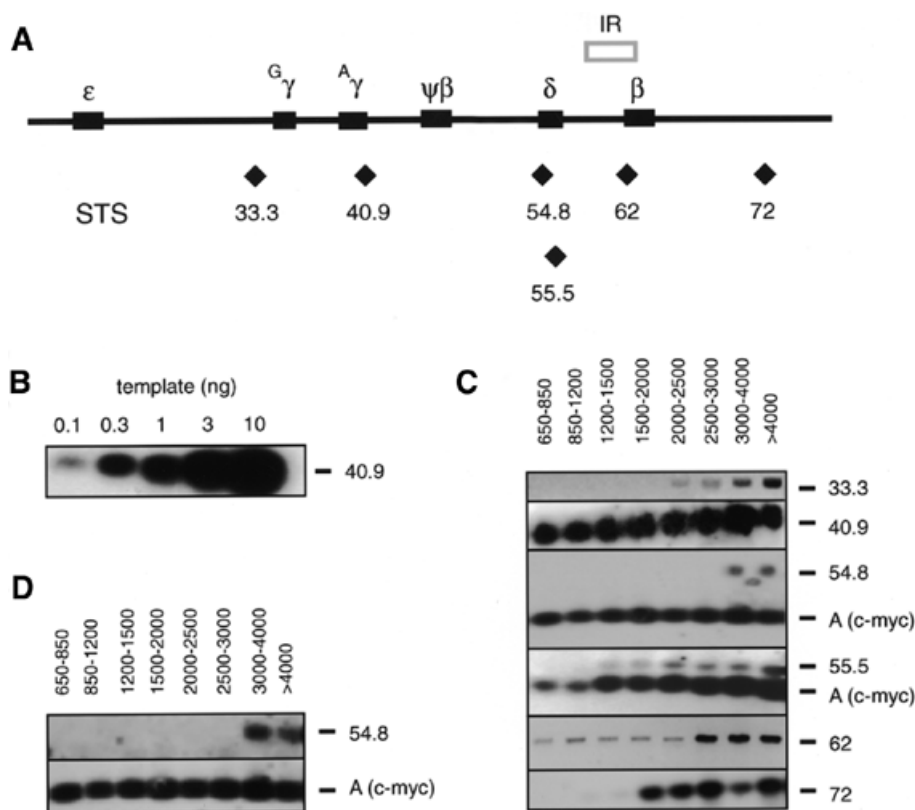 A
IR
ε Gγ Aγ ψβ δ β
STS 33.3 40.9 54.8 62 72
55.5
B
template (ng)
0.1 0.3 1 3 10
40.9
C
650-850 850-1200 1200-1500 1500-2000 2000-2500 2500-3000 3000-4000 >4000
33.3
40.9
54.8
A (c-myc)
55.5
A (c-myc)
62
72
D
650-850 850-1200 1200-1500 1500-2000 2000-2500 2500-3000 3000-4000 >4000
54.8
A (c-myc)